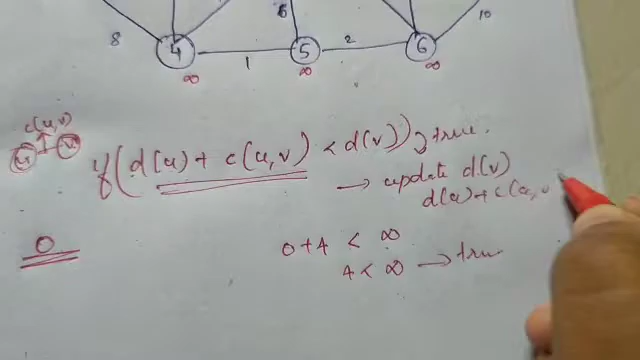 6
8 4 1 5 2 6 10
∞ ∞ ∞
c(u,v)
u v
if( d(u) + c(u,v) < d(v) ) } true.
→ update d(v)
d(u) + c(u, v
0
0+4 < ∞
4 < ∞ → true